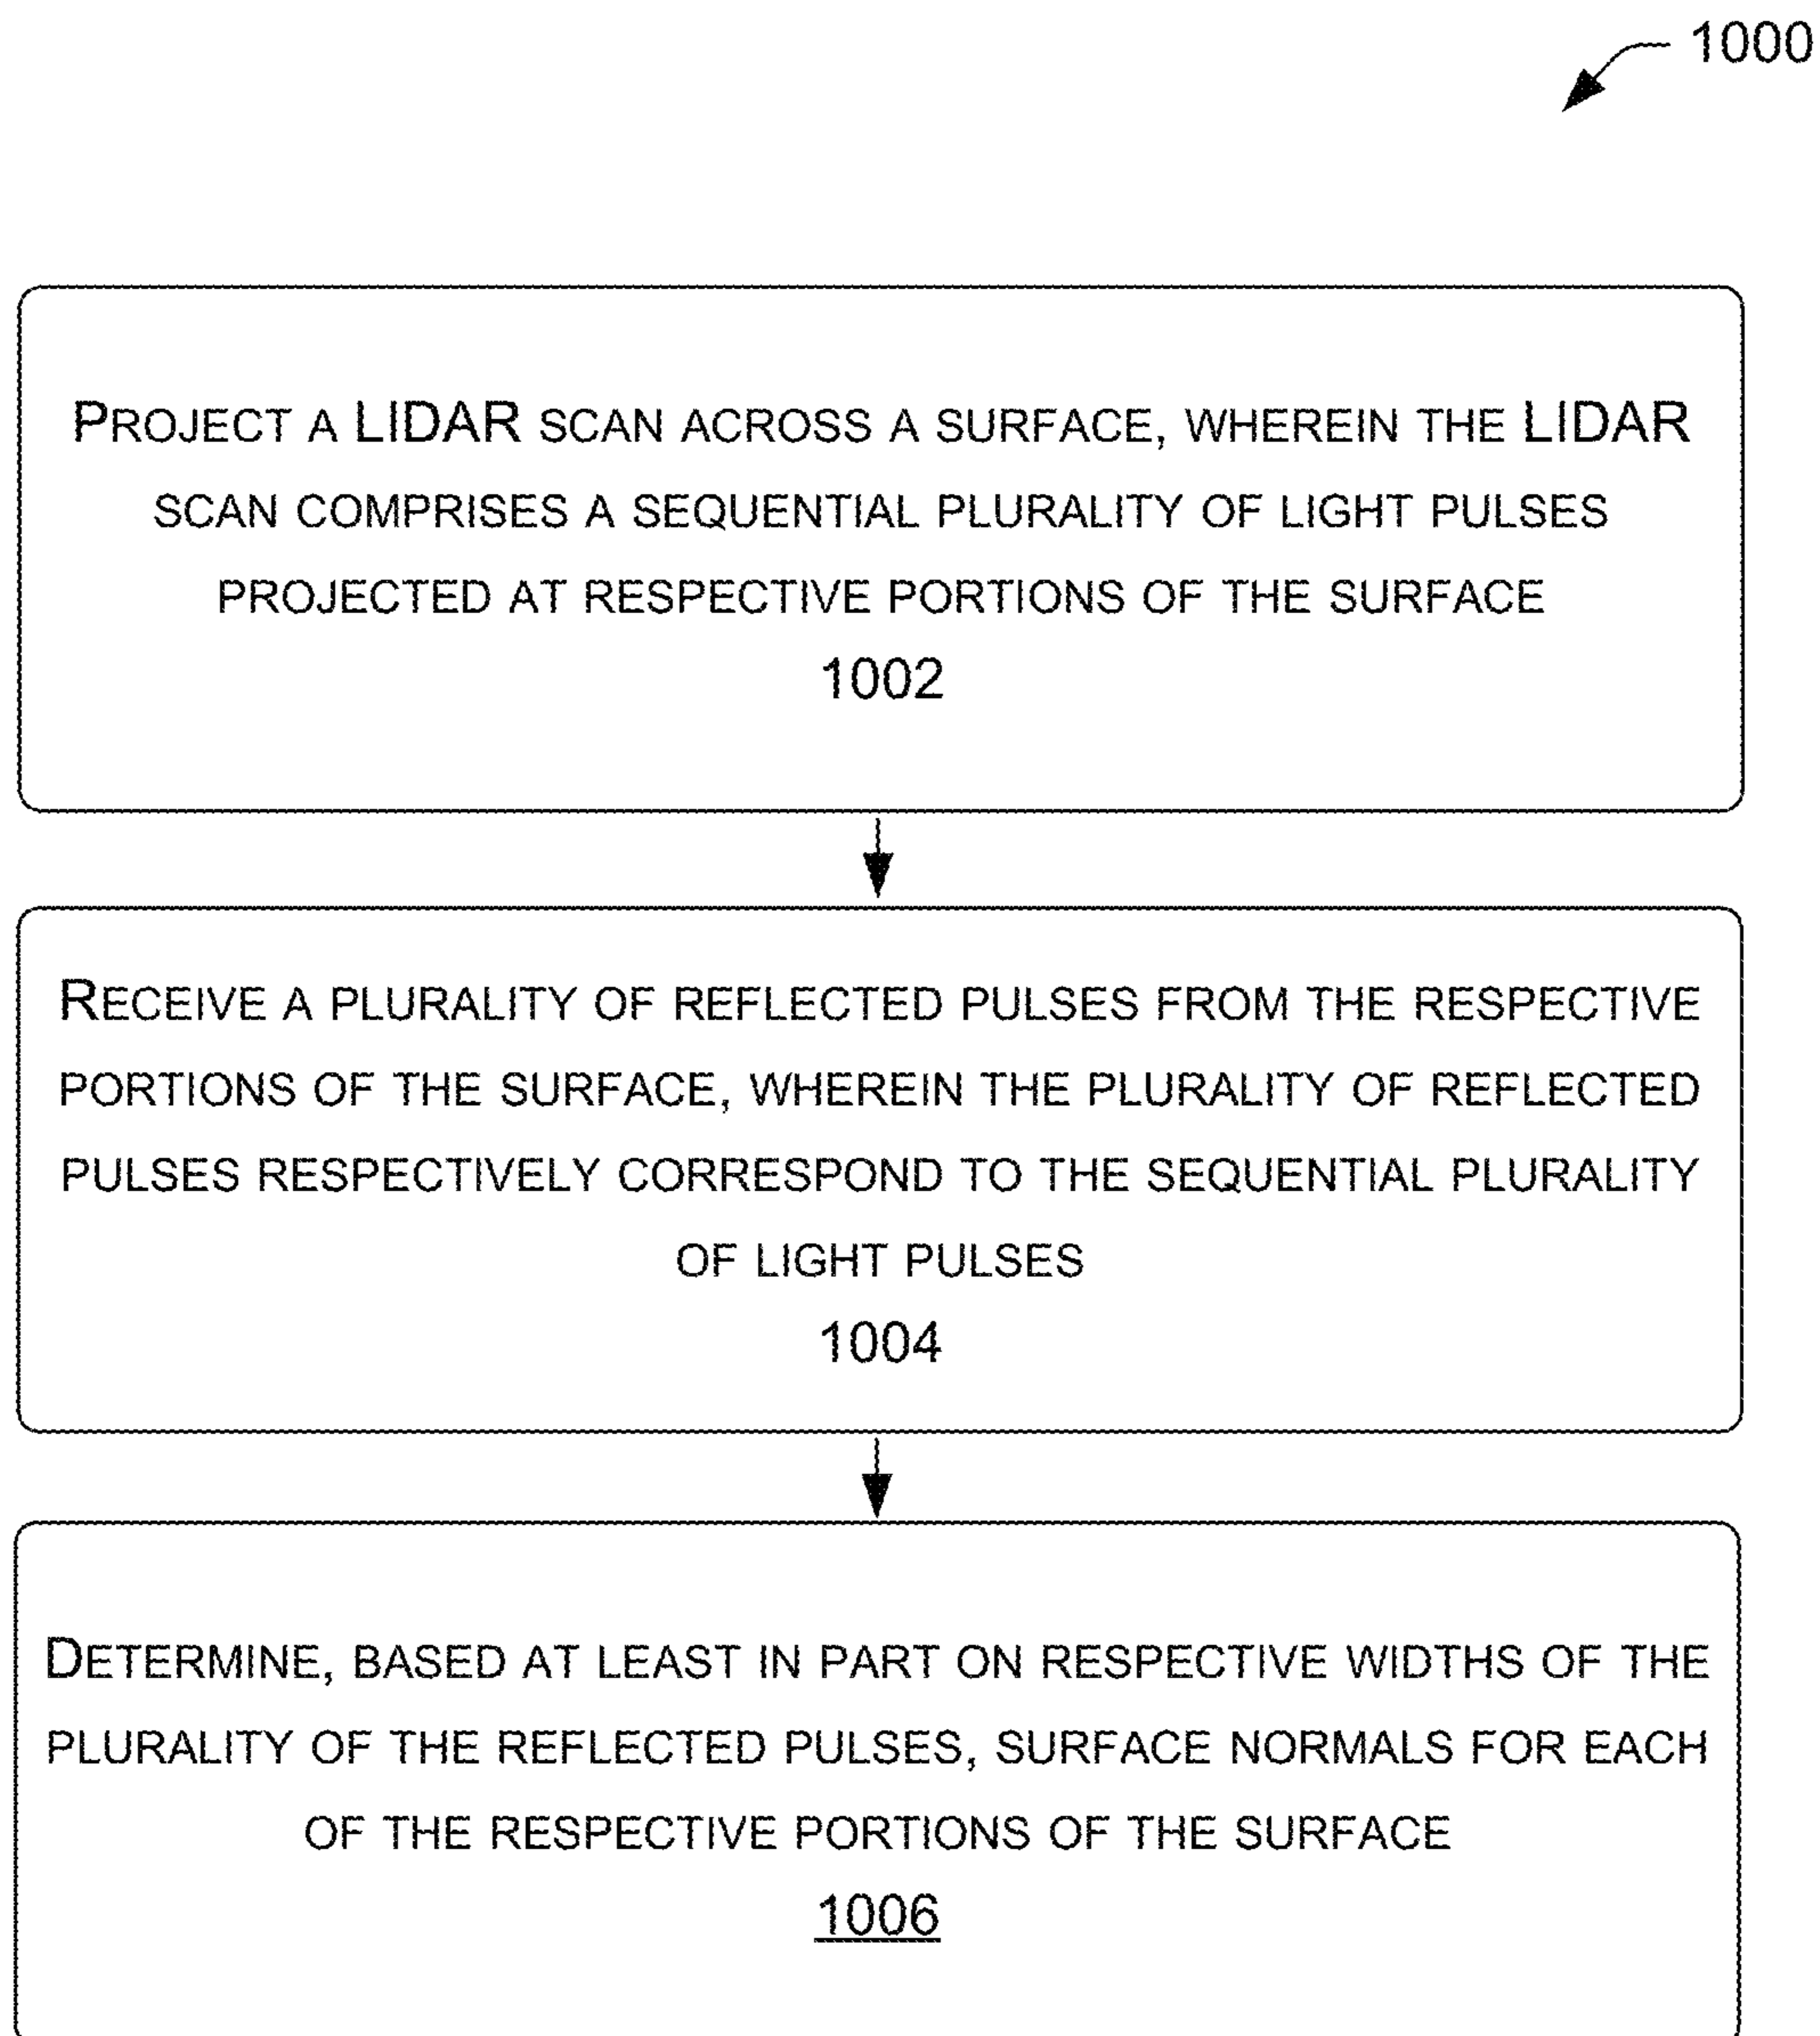 1000
PROJECT A LIDAR SCAN ACROSS A SURFACE, WHEREIN THE LIDAR
SCAN COMPRISES A SEQUENTIAL PLURALITY OF LIGHT PULSES
PROJECTED AT RESPECTIVE PORTIONS OF THE SURFACE
1002
RECEIVE A PLURALITY OF REFLECTED PULSES FROM THE RESPECTIVE
PORTIONS OF THE SURFACE, WHEREIN THE PLURALITY OF REFLECTED
PULSES RESPECTIVELY CORRESPOND TO THE SEQUENTIAL PLURALITY
OF LIGHT PULSES
1004
DETERMINE, BASED AT LEAST IN PART ON RESPECTIVE WIDTHS OF THE
PLURALITY OF THE REFLECTED PULSES, SURFACE NORMALS FOR EACH
OF THE RESPECTIVE PORTIONS OF THE SURFACE
1006